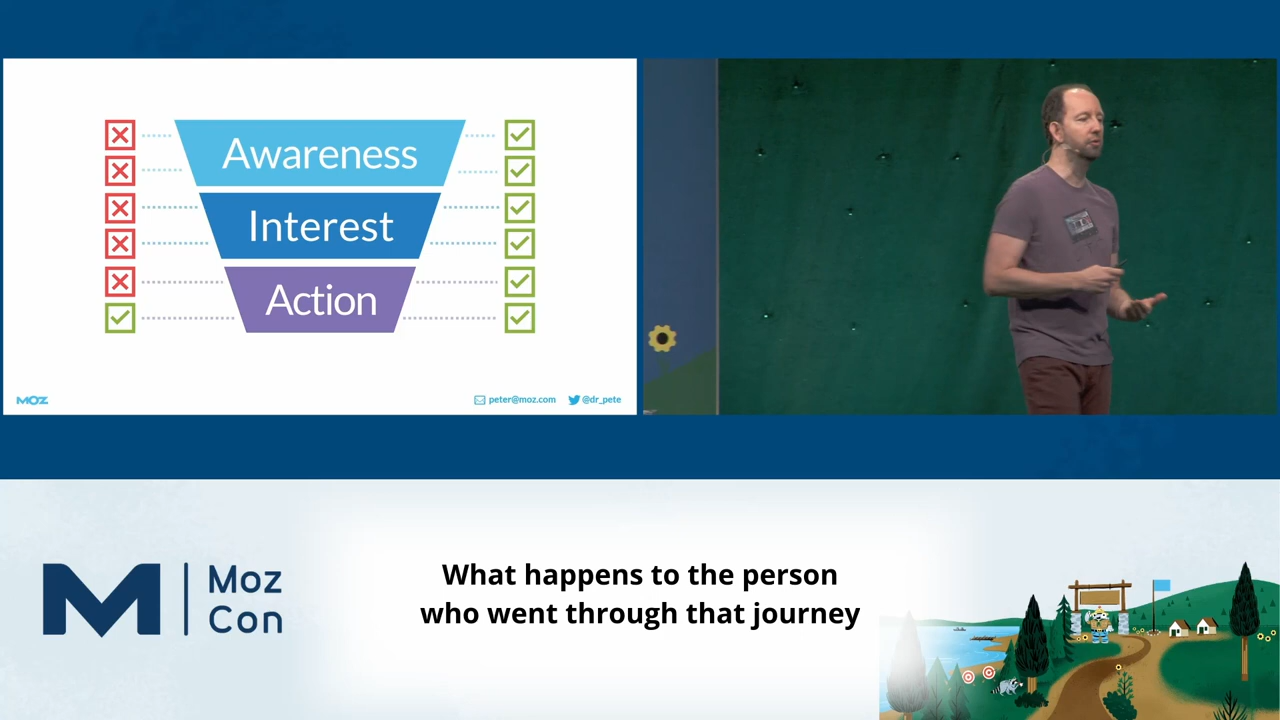 Awareness
Interest
Action
MOZ
peter@moz.com
@dr_pete
Moz
Con
What happens to the person
who went through that journey